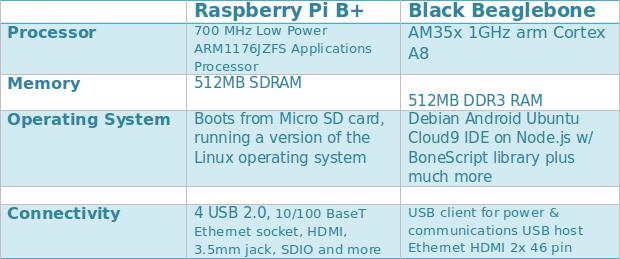 Raspberry Pi B+
Black Beaglebone
Processor
700 MHz Low Power
ARM1176JZFS Applications
Processor
AM35x 1GHz arm Cortex
A8
Memory
512MB SDRAM
512MB DDR3 RAM
Operating System
Boots from Micro SD card,
running a version of the
Linux operating system
Debian Android Ubuntu
Cloud9 IDE on Node.js w/
BoneScript library plus
much more
Connectivity
4 USB 2.0, 10/100 BaseT
Ethernet socket, HDMI,
3.5mm jack, SDIO and more
USB client for power &
communications USB host
Ethernet HDMI 2x 46 pin